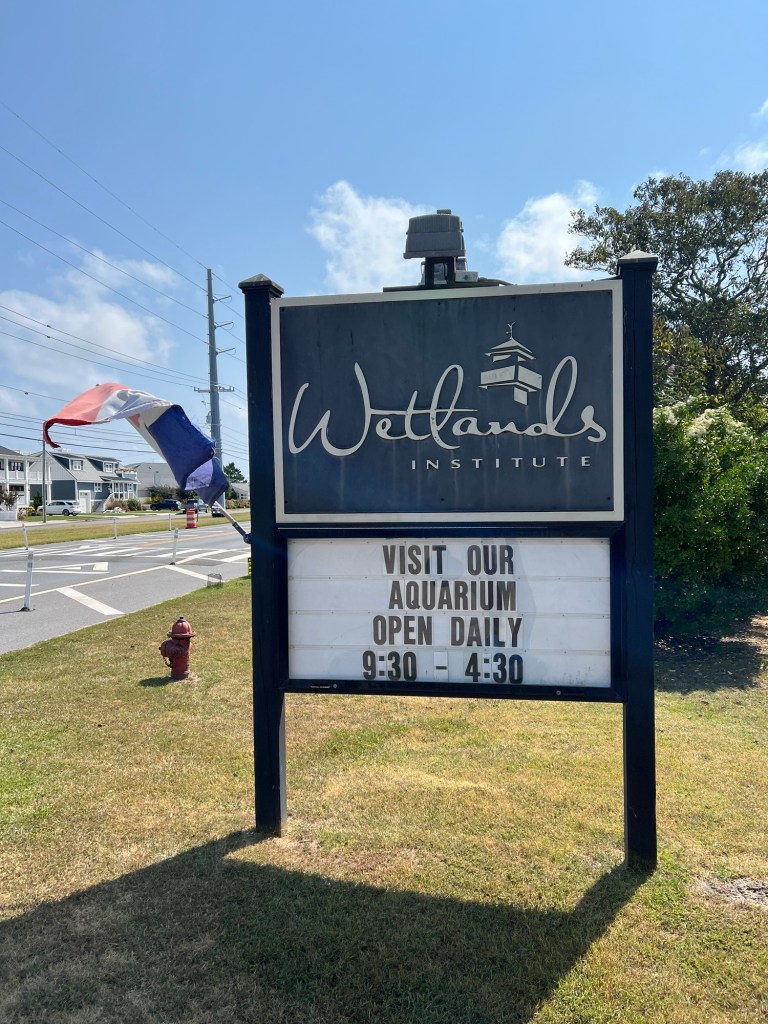 Wetlands
INSTITUTE
VISIT OUR
AQUARIUM
OPEN DAILY
9:30 - 4:30